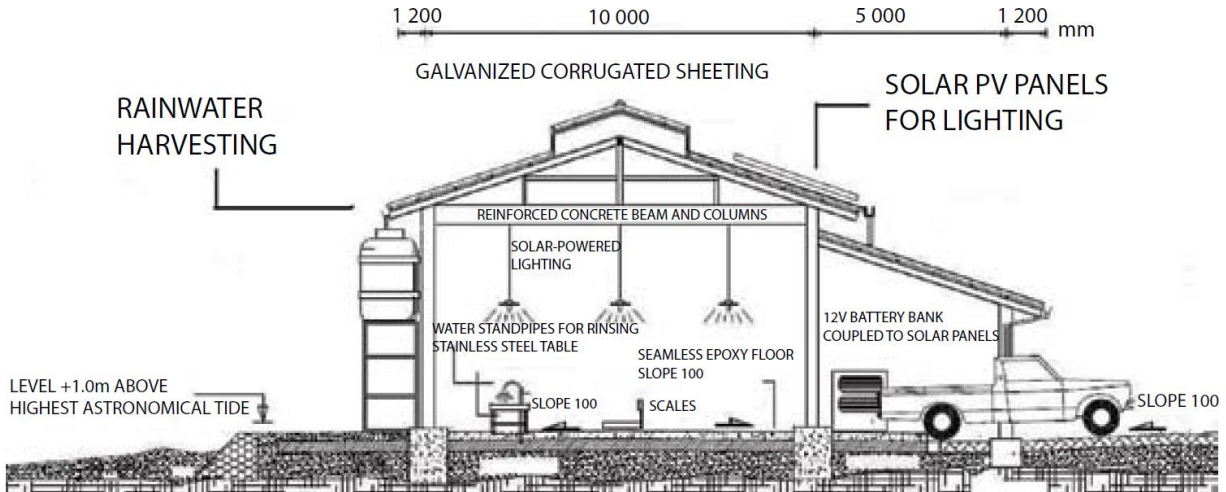 1 200
10 000
5 000
1 200
mm
GALVANIZED CORRUGATED SHEETING
SOLAR PV PANELS
FOR LIGHTING
RAINWATER
HARVESTING
REINFORCED CONCRETE BEAM AND COLUMNS
SOLAR-POWERED
LIGHTING
12V BATTERY BANK
COUPLED TO SOLAR PANELS
WATER STANDPIPES FOR RINSING
STAINLESS STEEL TABLE
SEAMLESS EPOXY FLOOR
SLOPE 100
LEVEL +1.0m ABOVE
HIGHEST ASTRONOMICAL TIDE
SLOPE 100
SCALES
SLOPE 100